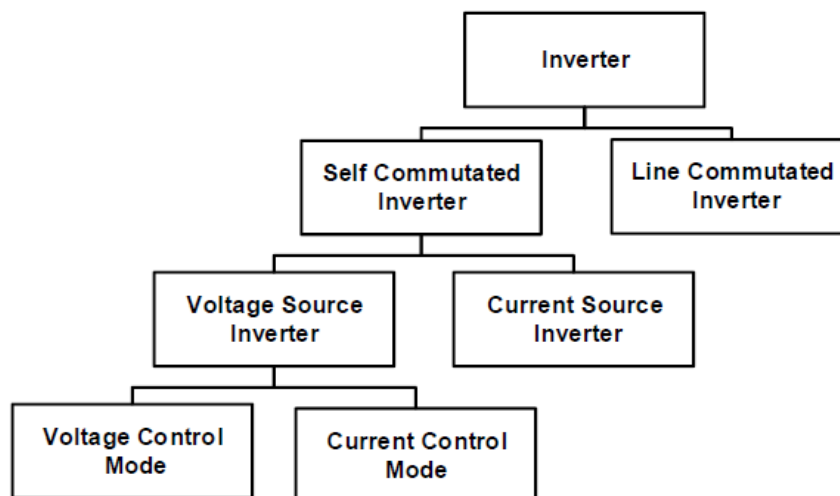 Inverter
Self Commutated
Inverter
Line Commutated
Inverter
Voltage Source
Inverter
Current Source
Inverter
Voltage Control
Mode
Current Control
Mode